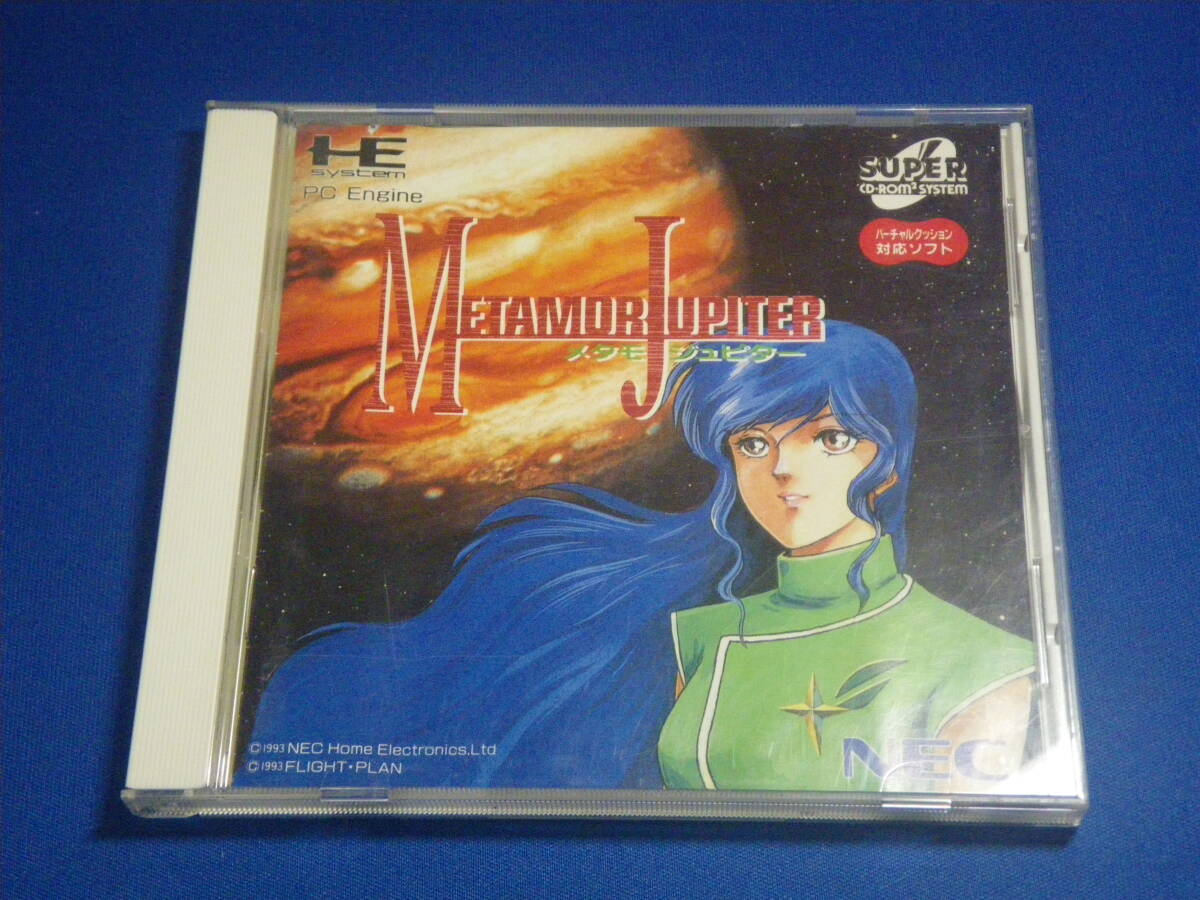 HE
system
PC Engine
SUPER
CD-ROM² SYSTEM
バーチャルクッション
対応ソフト
METAMOR JUPITER
メタモジュピター
©1993 NEC Home Electronics.Ltd
©1993 FLIGHT・PLAN
NEC